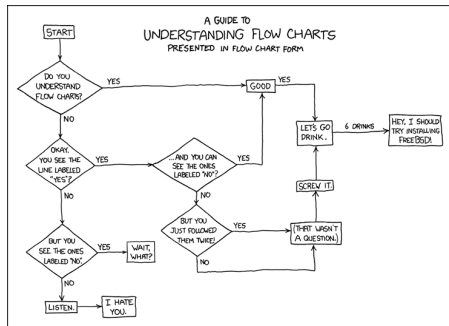 A GUIDE TO
UNDERSTANDING FLOW CHARTS
PRESENTED IN FLOW CHART FORM
START
DO YOU
UNDERSTAND
FLOW CHARTS?
YES
GOOD
YES
LET'S GO
DRINK.
6 DRINKS
HEY, I SHOULD
TRY INSTALLING
FREEBSD!
NO
OKAY.
YOU SEE THE
LINE LABELED
"YES"?
YES
...AND YOU CAN
SEE THE ONES
LABELED "NO"?
YES
NO
NO
BUT YOU
JUST FOLLOWED
THEM TWICE!
YES
NO
(THAT WASN'T
A QUESTION.)
SCREW IT.
BUT YOU
SEE THE ONES
LABELED "NO".
YES
WAIT,
WHAT?
NO
LISTEN.
I HATE
YOU.